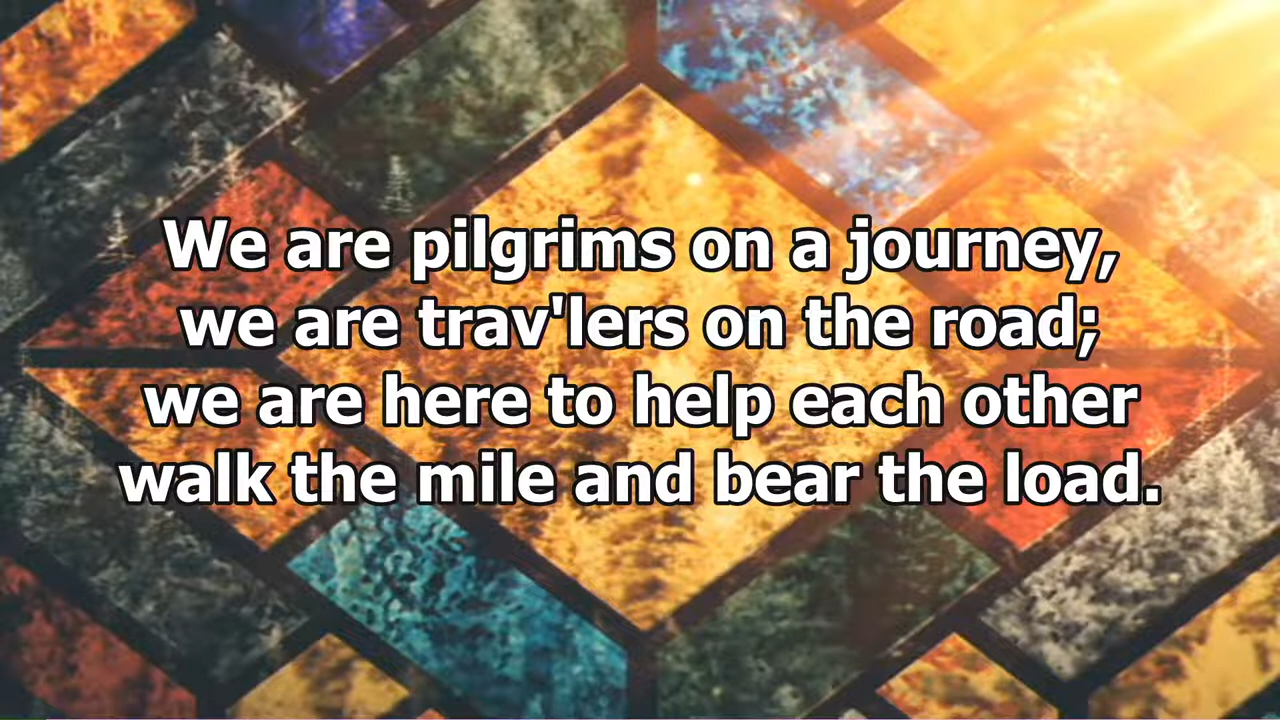 We are pilgrims on a journey,
we are trav'lers on the road;
we are here to help each other
walk the mile and bear the load.